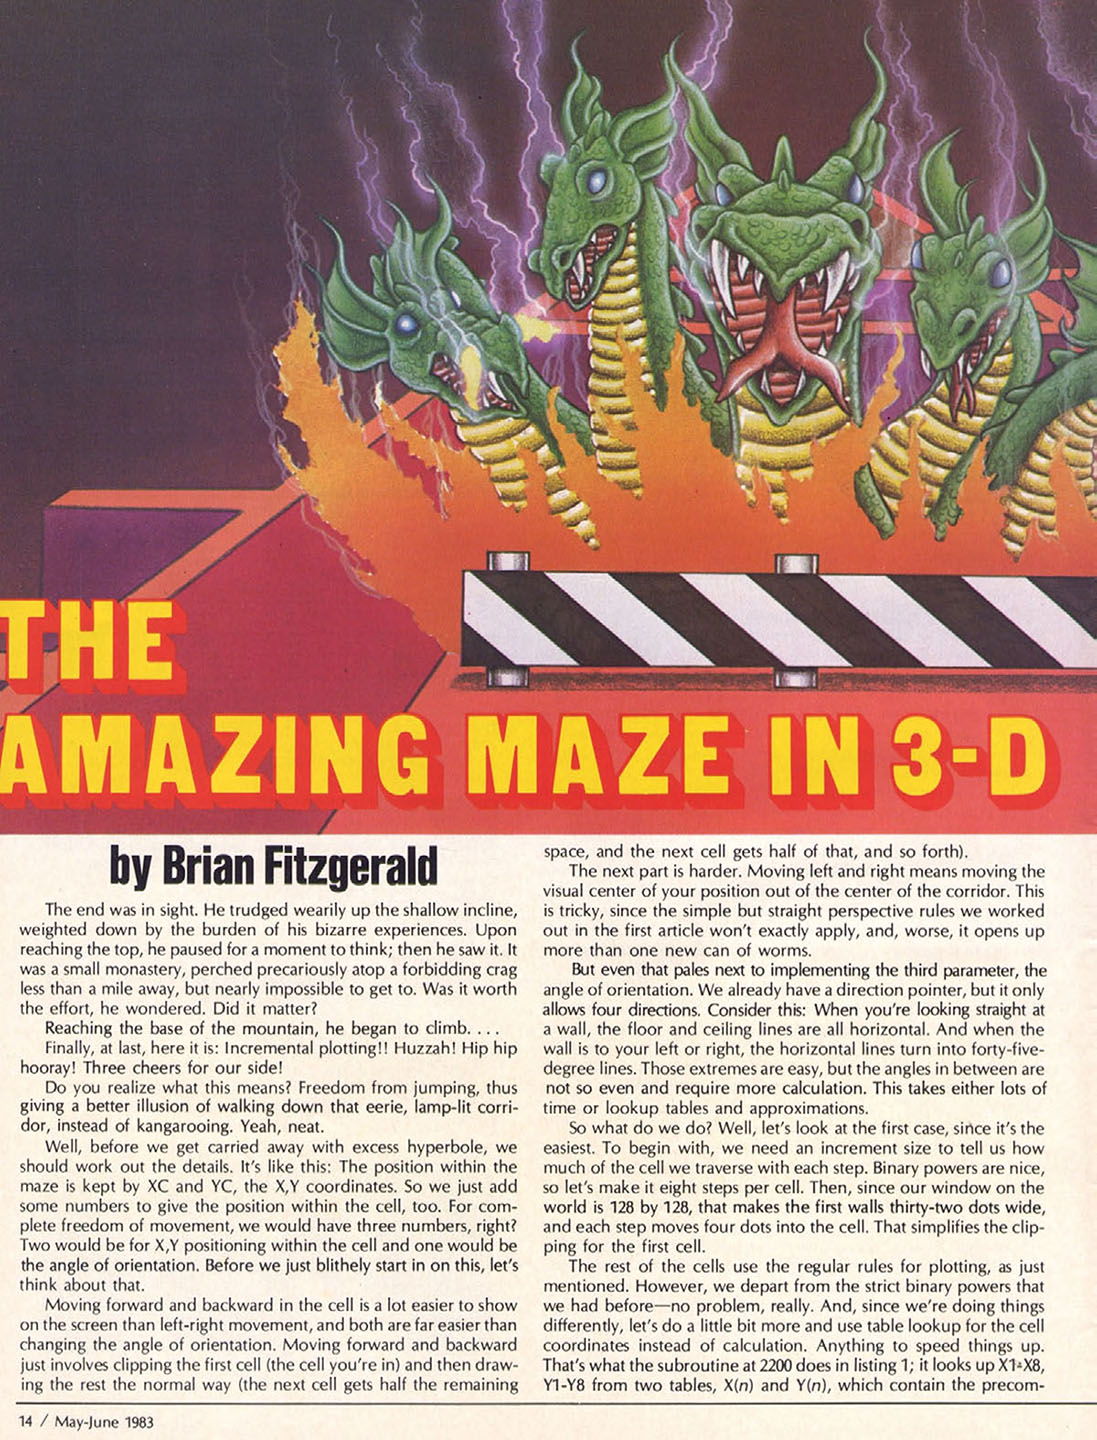 THE
AMAZING MAZE IN 3-D
by Brian Fitzgerald
The end was in sight. He trudged wearily up the shallow incline,
weighted down by the burden of his bizarre experiences. Upon
reaching the top, he paused for a moment to think; then he saw it. It
was a small monastery, perched precariously atop a forbidding crag
less than a mile away, but nearly impossible to get to. Was it worth
the effort, he wondered. Did it matter?
Reaching the base of the mountain, he began to climb. . . .
Finally, at last, here it is: Incremental plotting!! Huzzah! Hip hip
hooray! Three cheers for our side!
Do you realize what this means? Freedom from jumping, thus
giving a better illusion of walking down that eerie, lamp-lit corri-
dor, instead of kangarooing. Yeah, neat.
Well, before we get carried away with excess hyperbole, we
should work out the details. It's like this: The position within the
maze is kept by XC and YC, the X,Y coordinates. So we just add
some numbers to give the position within the cell, too. For com-
plete freedom of movement, we would have three numbers, right?
Two would be for X,Y positioning within the cell and one would be
the angle of orientation. Before we just blithely start in on this, let's
think about that.
Moving forward and backward in the cell is a lot easier to show
on the screen than left-right movement, and both are far easier than
changing the angle of orientation. Moving forward and backward
just involves clipping the first cell (the cell you're in) and then draw-
ing the rest the normal way (the next cell gets half the remaining
space, and the next cell gets half of that, and so forth).
The next part is harder. Moving left and right means moving the
visual center of your position out of the center of the corridor. This
is tricky, since the simple but straight perspective rules we worked
out in the first article won't exactly apply, and, worse, it opens up
more than one new can of worms.
But even that pales next to implementing the third parameter, the
angle of orientation. We already have a direction pointer, but it only
allows four directions. Consider this: When you're looking straight at
a wall, the floor and ceiling lines are all horizontal. And when the
wall is to your left or right, the horizontal lines turn into forty-five-
degree lines. Those extremes are easy, but the angles in between are
not so even and require more calculation. This takes either lots of
time or lookup tables and approximations.
So what do we do? Well, let's look at the first case, since it's the
easiest. To begin with, we need an increment size to tell us how
much of the cell we traverse with each step. Binary powers are nice,
so let's make it eight steps per cell. Then, since our window on the
world is 128 by 128, that makes the first walls thirty-two dots wide,
and each step moves four dots into the cell. That simplifies the clip-
ping for the first cell.
The rest of the cells use the regular rules for plotting, as just
mentioned. However, we depart from the strict binary powers that
we had before—no problem, really. And, since we're doing things
differently, let's do a little bit more and use table lookup for the cell
coordinates instead of calculation. Anything to speed things up.
That's what the subroutine at 2200 does in listing 1; it looks up X1-X8,
Y1-Y8 from two tables, X(n) and Y(n), which contain the precom-
14 / May-June 1983